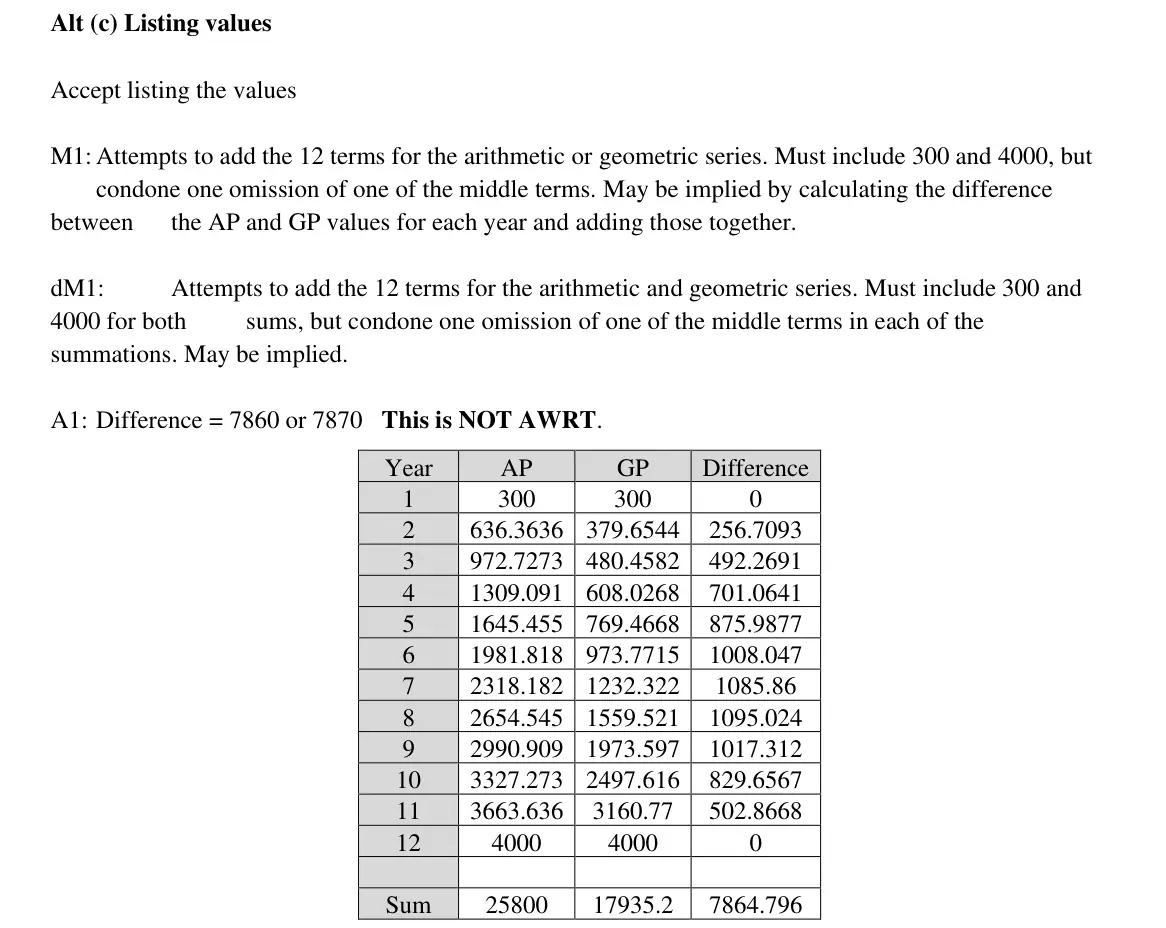 Alt (c) Listing values
Accept listing the values
M1: Attempts to add the 12 terms for the arithmetic or geometric series. Must include 300 and 4000, but
condone one omission of one of the middle terms. May be implied by calculating the difference
between the AP and GP values for each year and adding those together.
dM1: Attempts to add the 12 terms for the arithmetic and geometric series. Must include 300 and
4000 for both sums, but condone one omission of one of the middle terms in each of the
summations. May be implied.
A1: Difference = 7860 or 7870 This is NOT AWRT.
Year AP GP Difference
1 300 300 0
2 636.3636 379.6544 256.7093
3 972.7273 480.4582 492.2691
4 1309.091 608.0268 701.0641
5 1645.455 769.4668 875.9877
6 1981.818 973.7715 1008.047
7 2318.182 1232.322 1085.86
8 2654.545 1559.521 1095.024
9 2990.909 1973.597 1017.312
10 3327.273 2497.616 829.6567
11 3663.636 3160.77 502.8668
12 4000 4000 0
Sum 25800 17935.2 7864.796